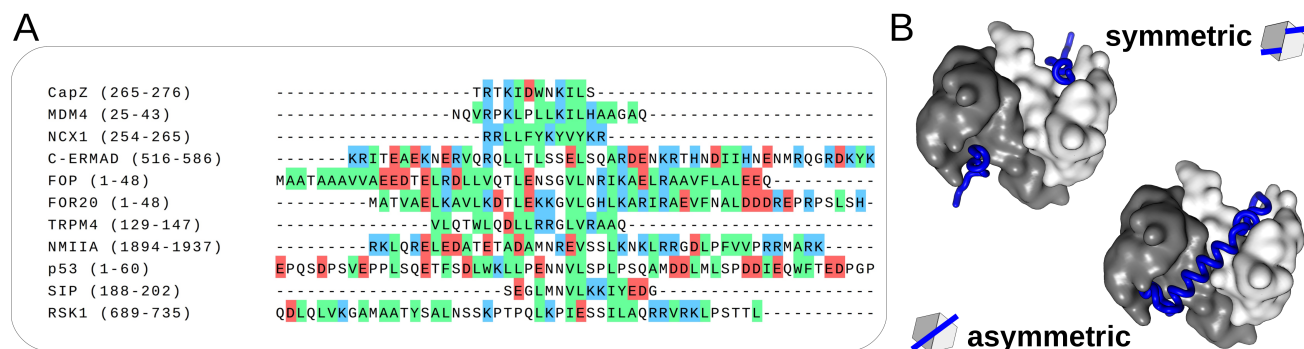 A
CapZ (265-276) -------------------TRTKIDWNKILS---------------------------
MDM4 (25-43) -----------------NQVRPKLPLLKILHAAGAQ----------------------
NCX1 (254-265) --------------------RRLLFYKYVYKR--------------------------
C-ERMAD (516-586) -------KRITEAEKNERVQRQLLTLSSELSQARDENKRTHNDIIHNENMRQGRDKYK
FOP (1-48) MAATAAAVVAEEDTELRDLLVQTLENSGVLNRIKAELRAAVFLALEEQ----------
FOR20 (1-48) ---------MATVAELKAVLKDTLEKKGVLGHLKARIRAEVFNALDDDREPRPSLSH-
TRPM4 (129-147) ---------------VLQTWLQDLLRRGLVRAAQ------------------------
NMIIA (1894-1937) ---------RKLQRELEDATETADAMNREVSSLKNKLRRGDLPFVVPRRMARK-----
p53 (1-60) EPQSDPSVEPPLSQETFSDLWKLLPENNVLSPLPSQAMDDLMLSPDDIEQWFTEDPGP
SIP (188-202) ----------------------SEGLMNVLKKIYEDG---------------------
RSK1 (689-735) QDLQLVKGAMAATYSALNSSKPTPQLKPIESSILAQRRVRKLPSTTL-----------
B
symmetric
asymmetric